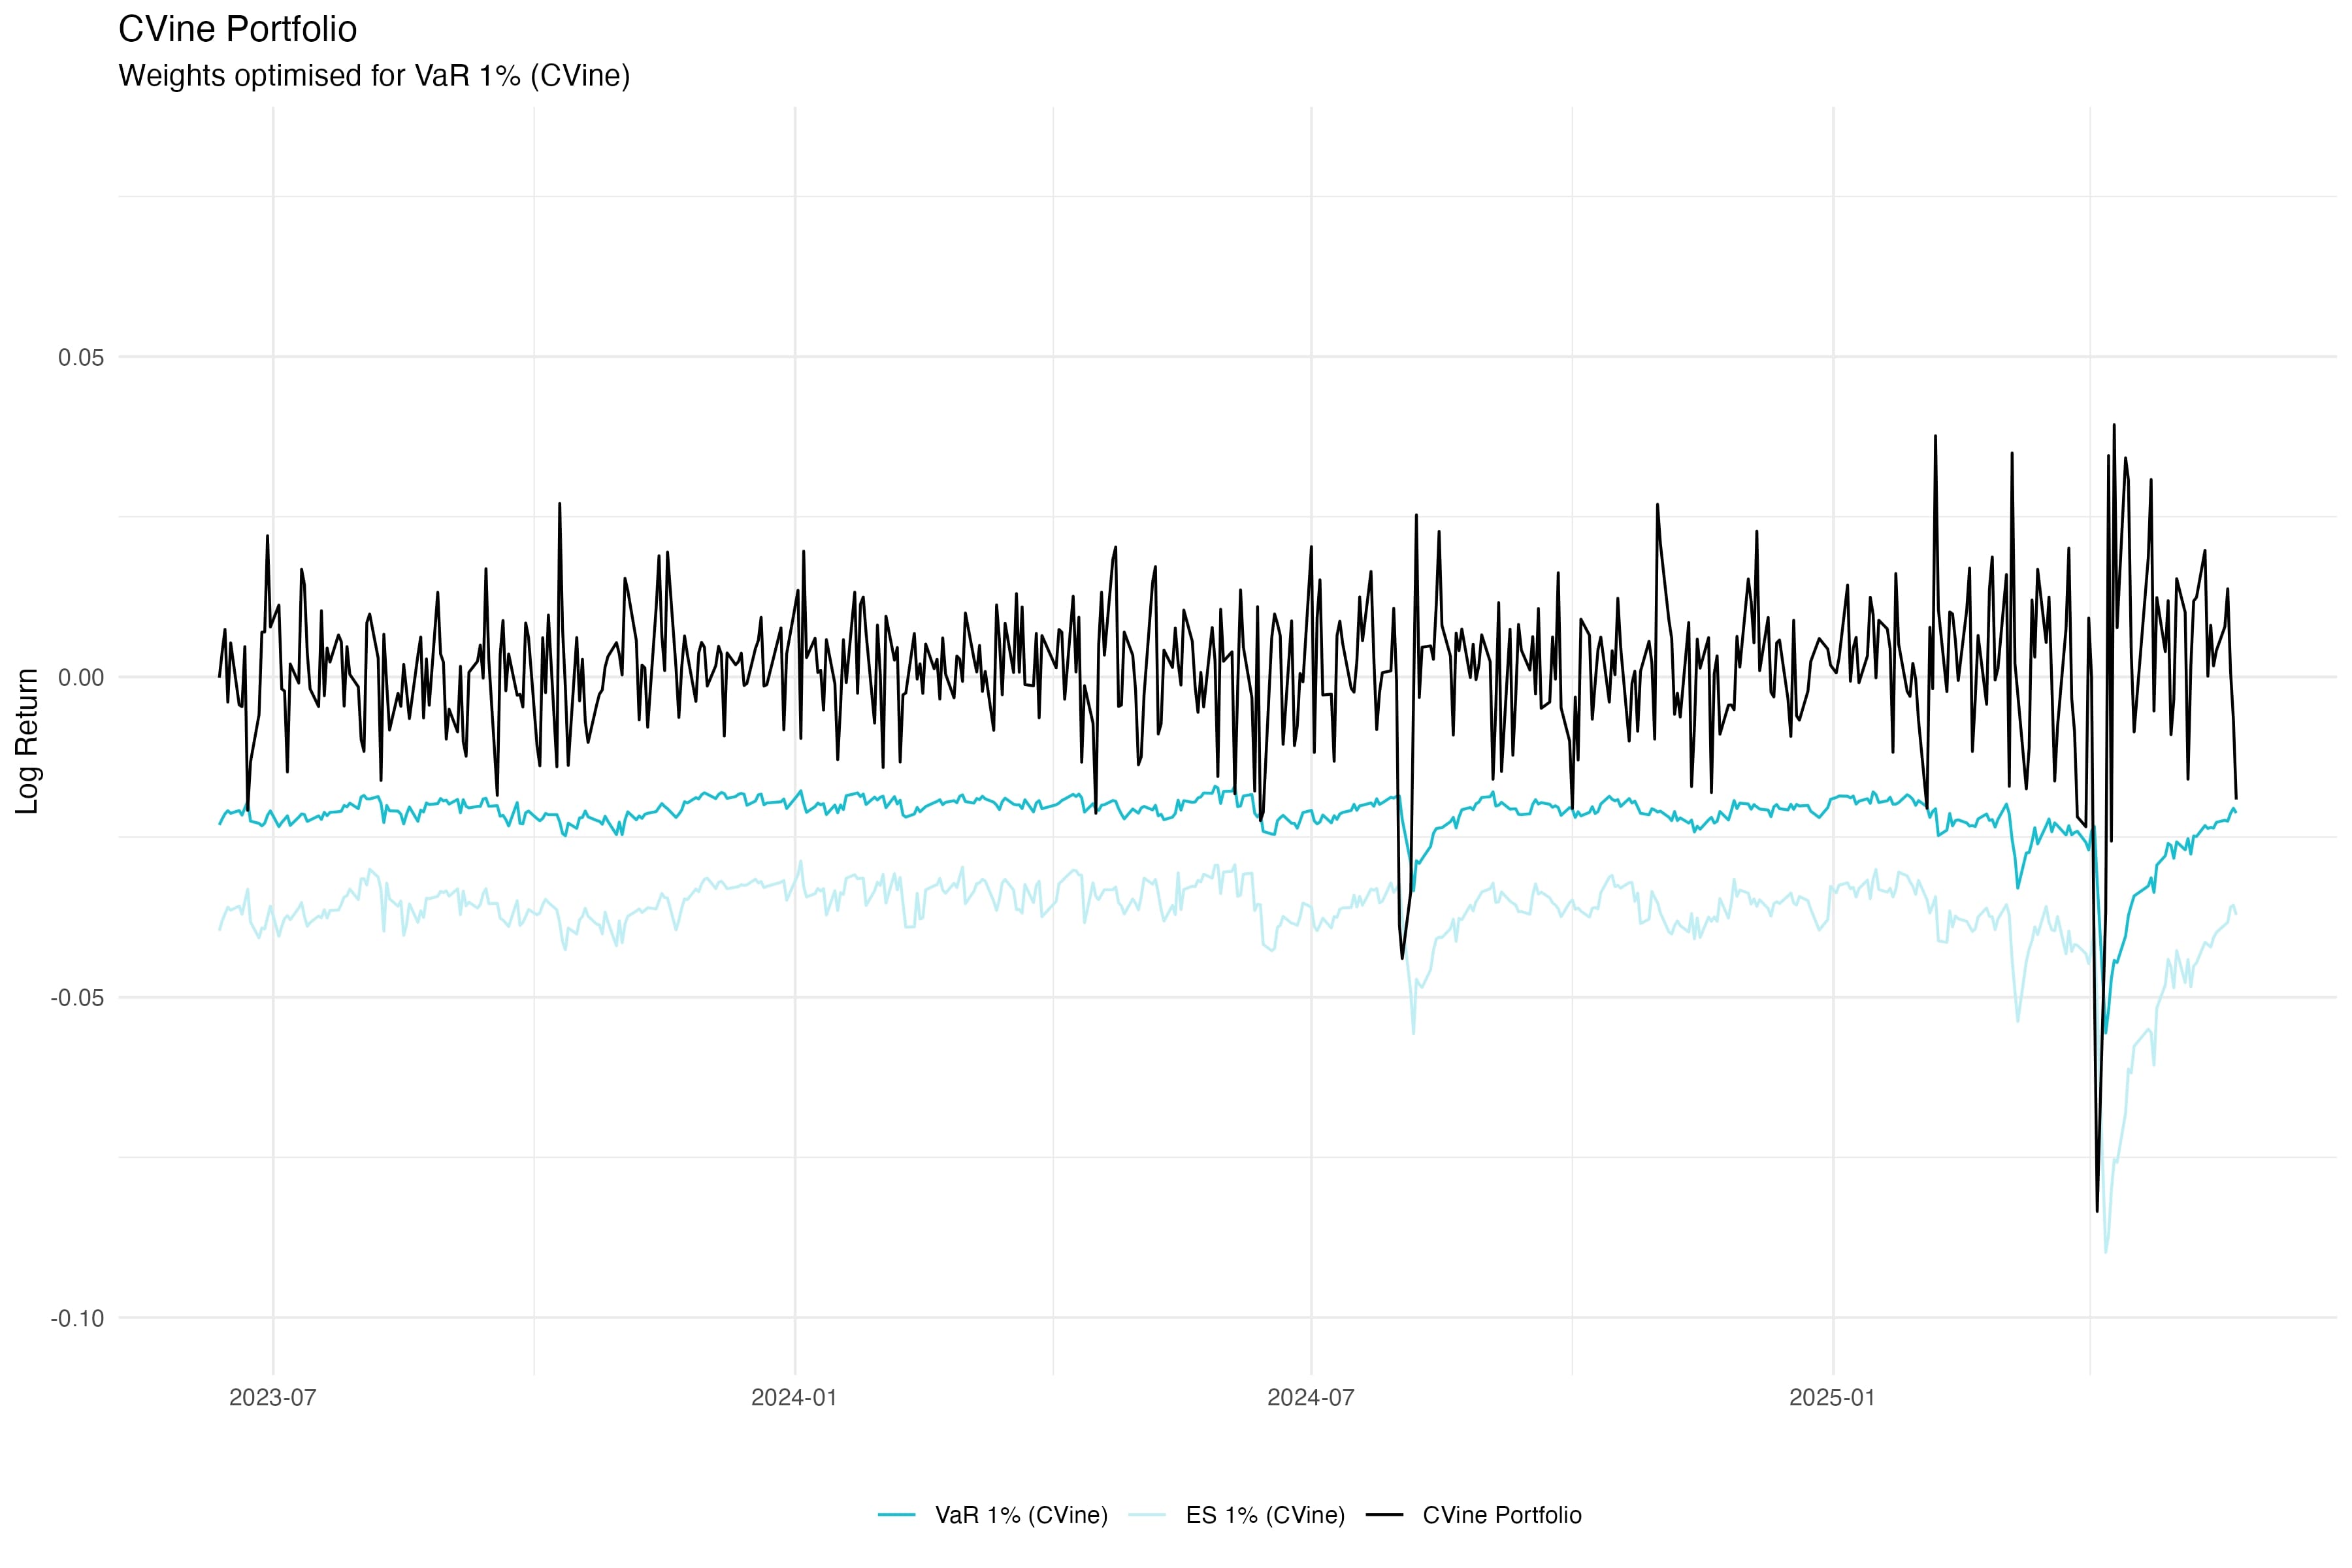 CVine Portfolio
Weights optimised for VaR 1% (CVine)
Log Return
0.05
0.00
-0.05
-0.10
2023-07 2024-01 2024-07 2025-01
VaR 1% (CVine) ES 1% (CVine) CVine Portfolio